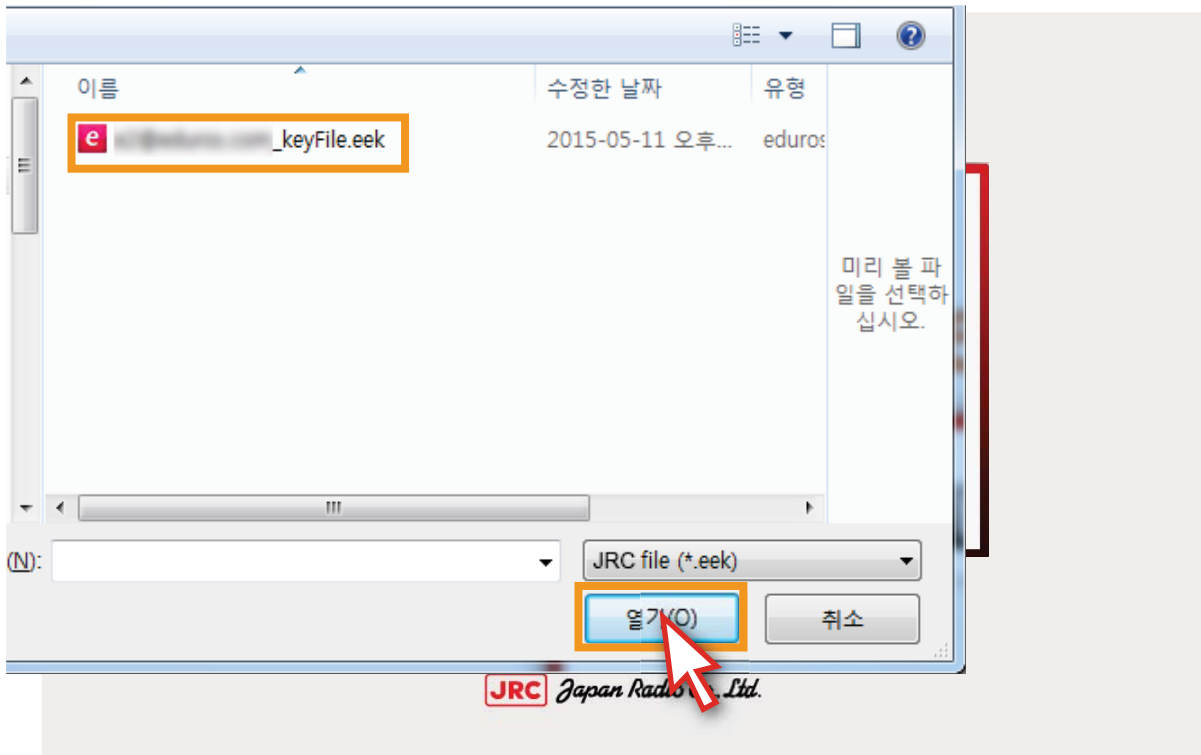 이름
수정한 날짜
유형
_keyFile.eek
2015-05-11 오후...
eduros
미리 볼 파
일을 선택하
십시오.
(N):
JRC file (*.eek)
열기(O)
취소
JRC Japan Radio Co., Ltd.